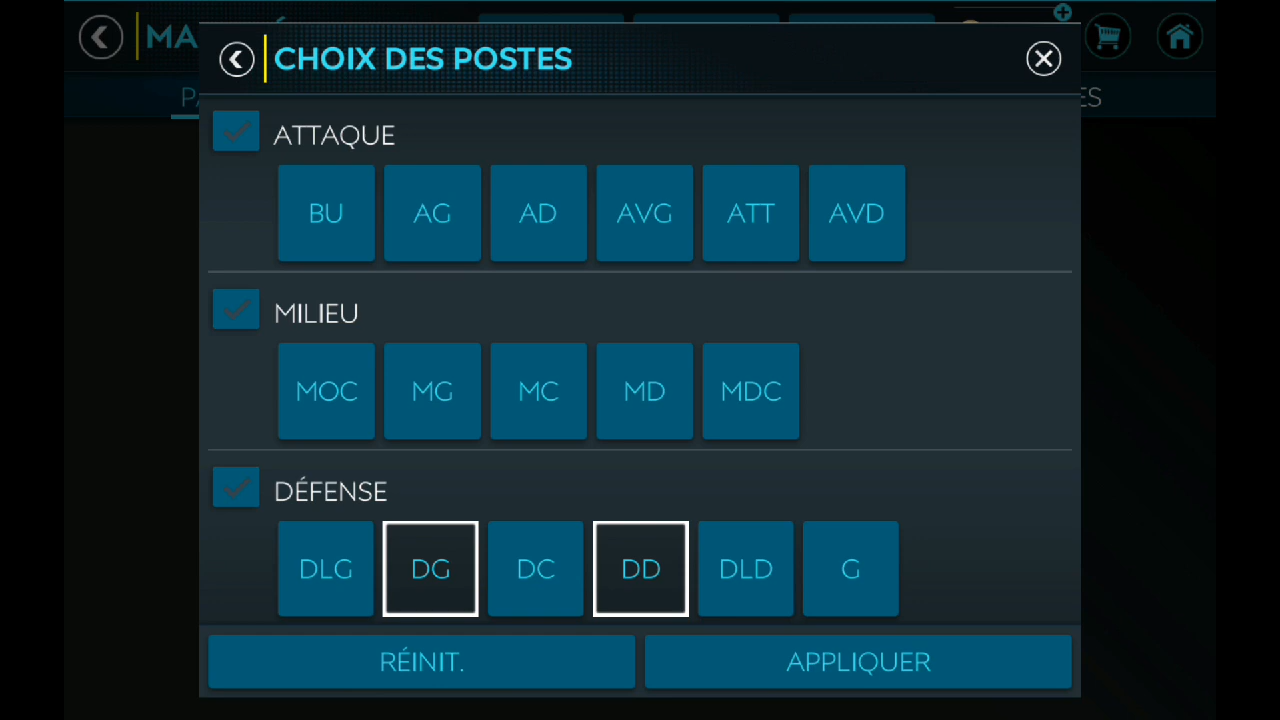 MA
CHOIX DES POSTES
ATTAQUE
BU AG AD AVG ATT AVD
MILIEU
MOC MG MC MD MDC
DÉFENSE
DLG DG DC DD DLD G
RÉINIT. APPLIQUER